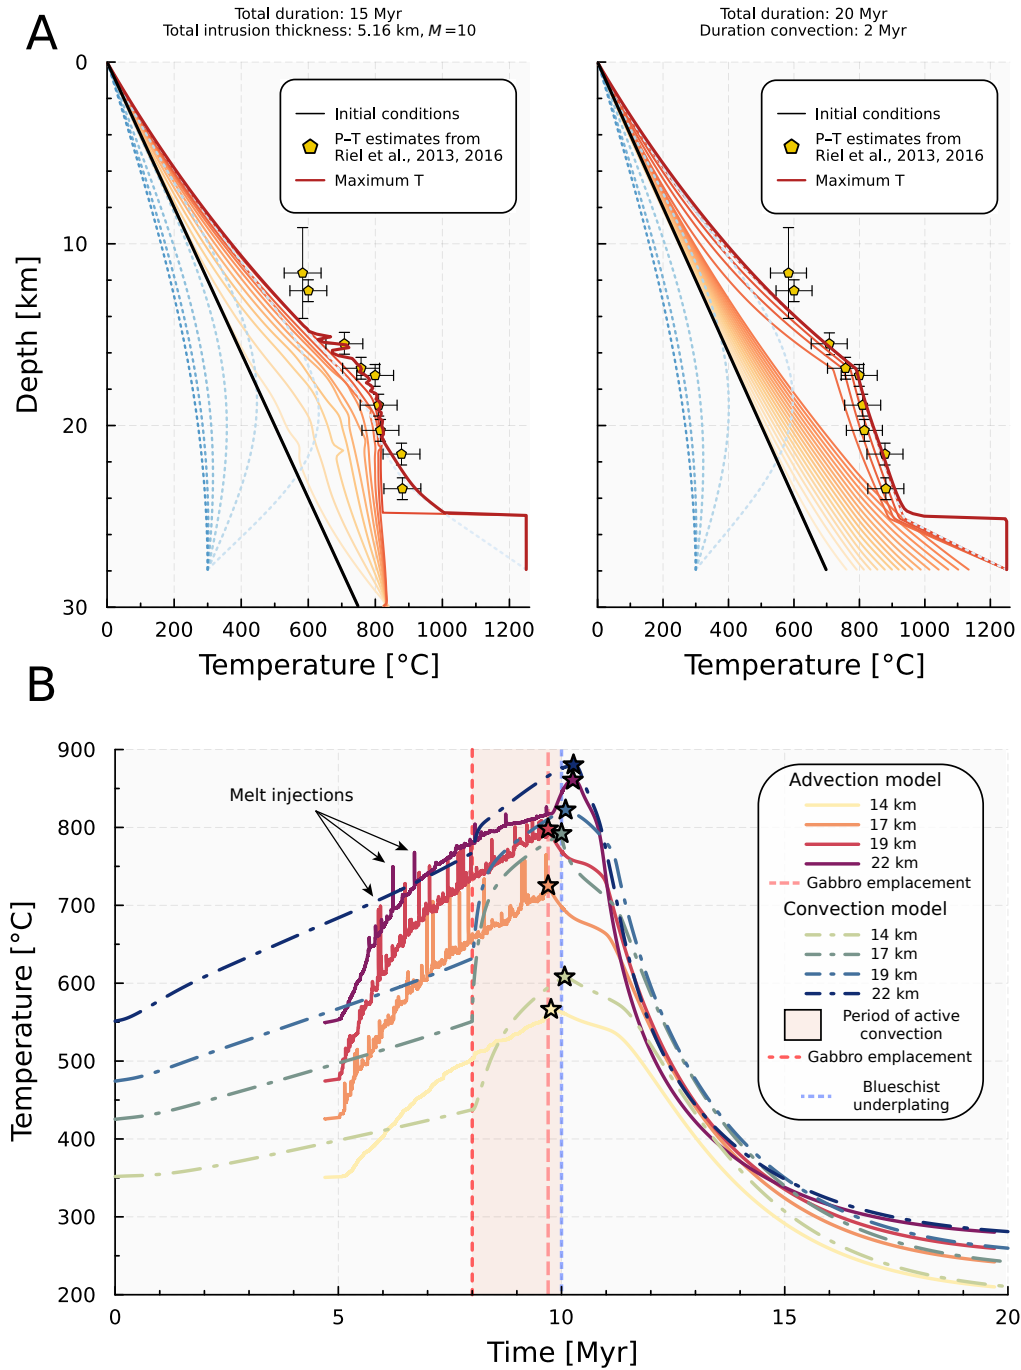 A
Total duration: 15 Myr
Total intrusion thickness: 5.16 km, M =10
Total duration: 20 Myr
Duration convection: 2 Myr
0
10
20
30
Depth [km]
Initial conditions
P–T estimates from
Riel et al., 2013, 2016
Maximum T
Initial conditions
P–T estimates from
Riel et al., 2013, 2016
Maximum T
0 200 400 600 800 1000 1200
0 200 400 600 800 1000 1200
Temperature [°C]
Temperature [°C]
B
900
800
700
600
500
400
300
200
Temperature [°C]
Melt injections
Advection model
14 km
17 km
19 km
22 km
Gabbro emplacement
Convection model
14 km
17 km
19 km
22 km
Period of active
convection
Gabbro emplacement
Blueschist
underplating
0 5 10 15 20
Time [Myr]